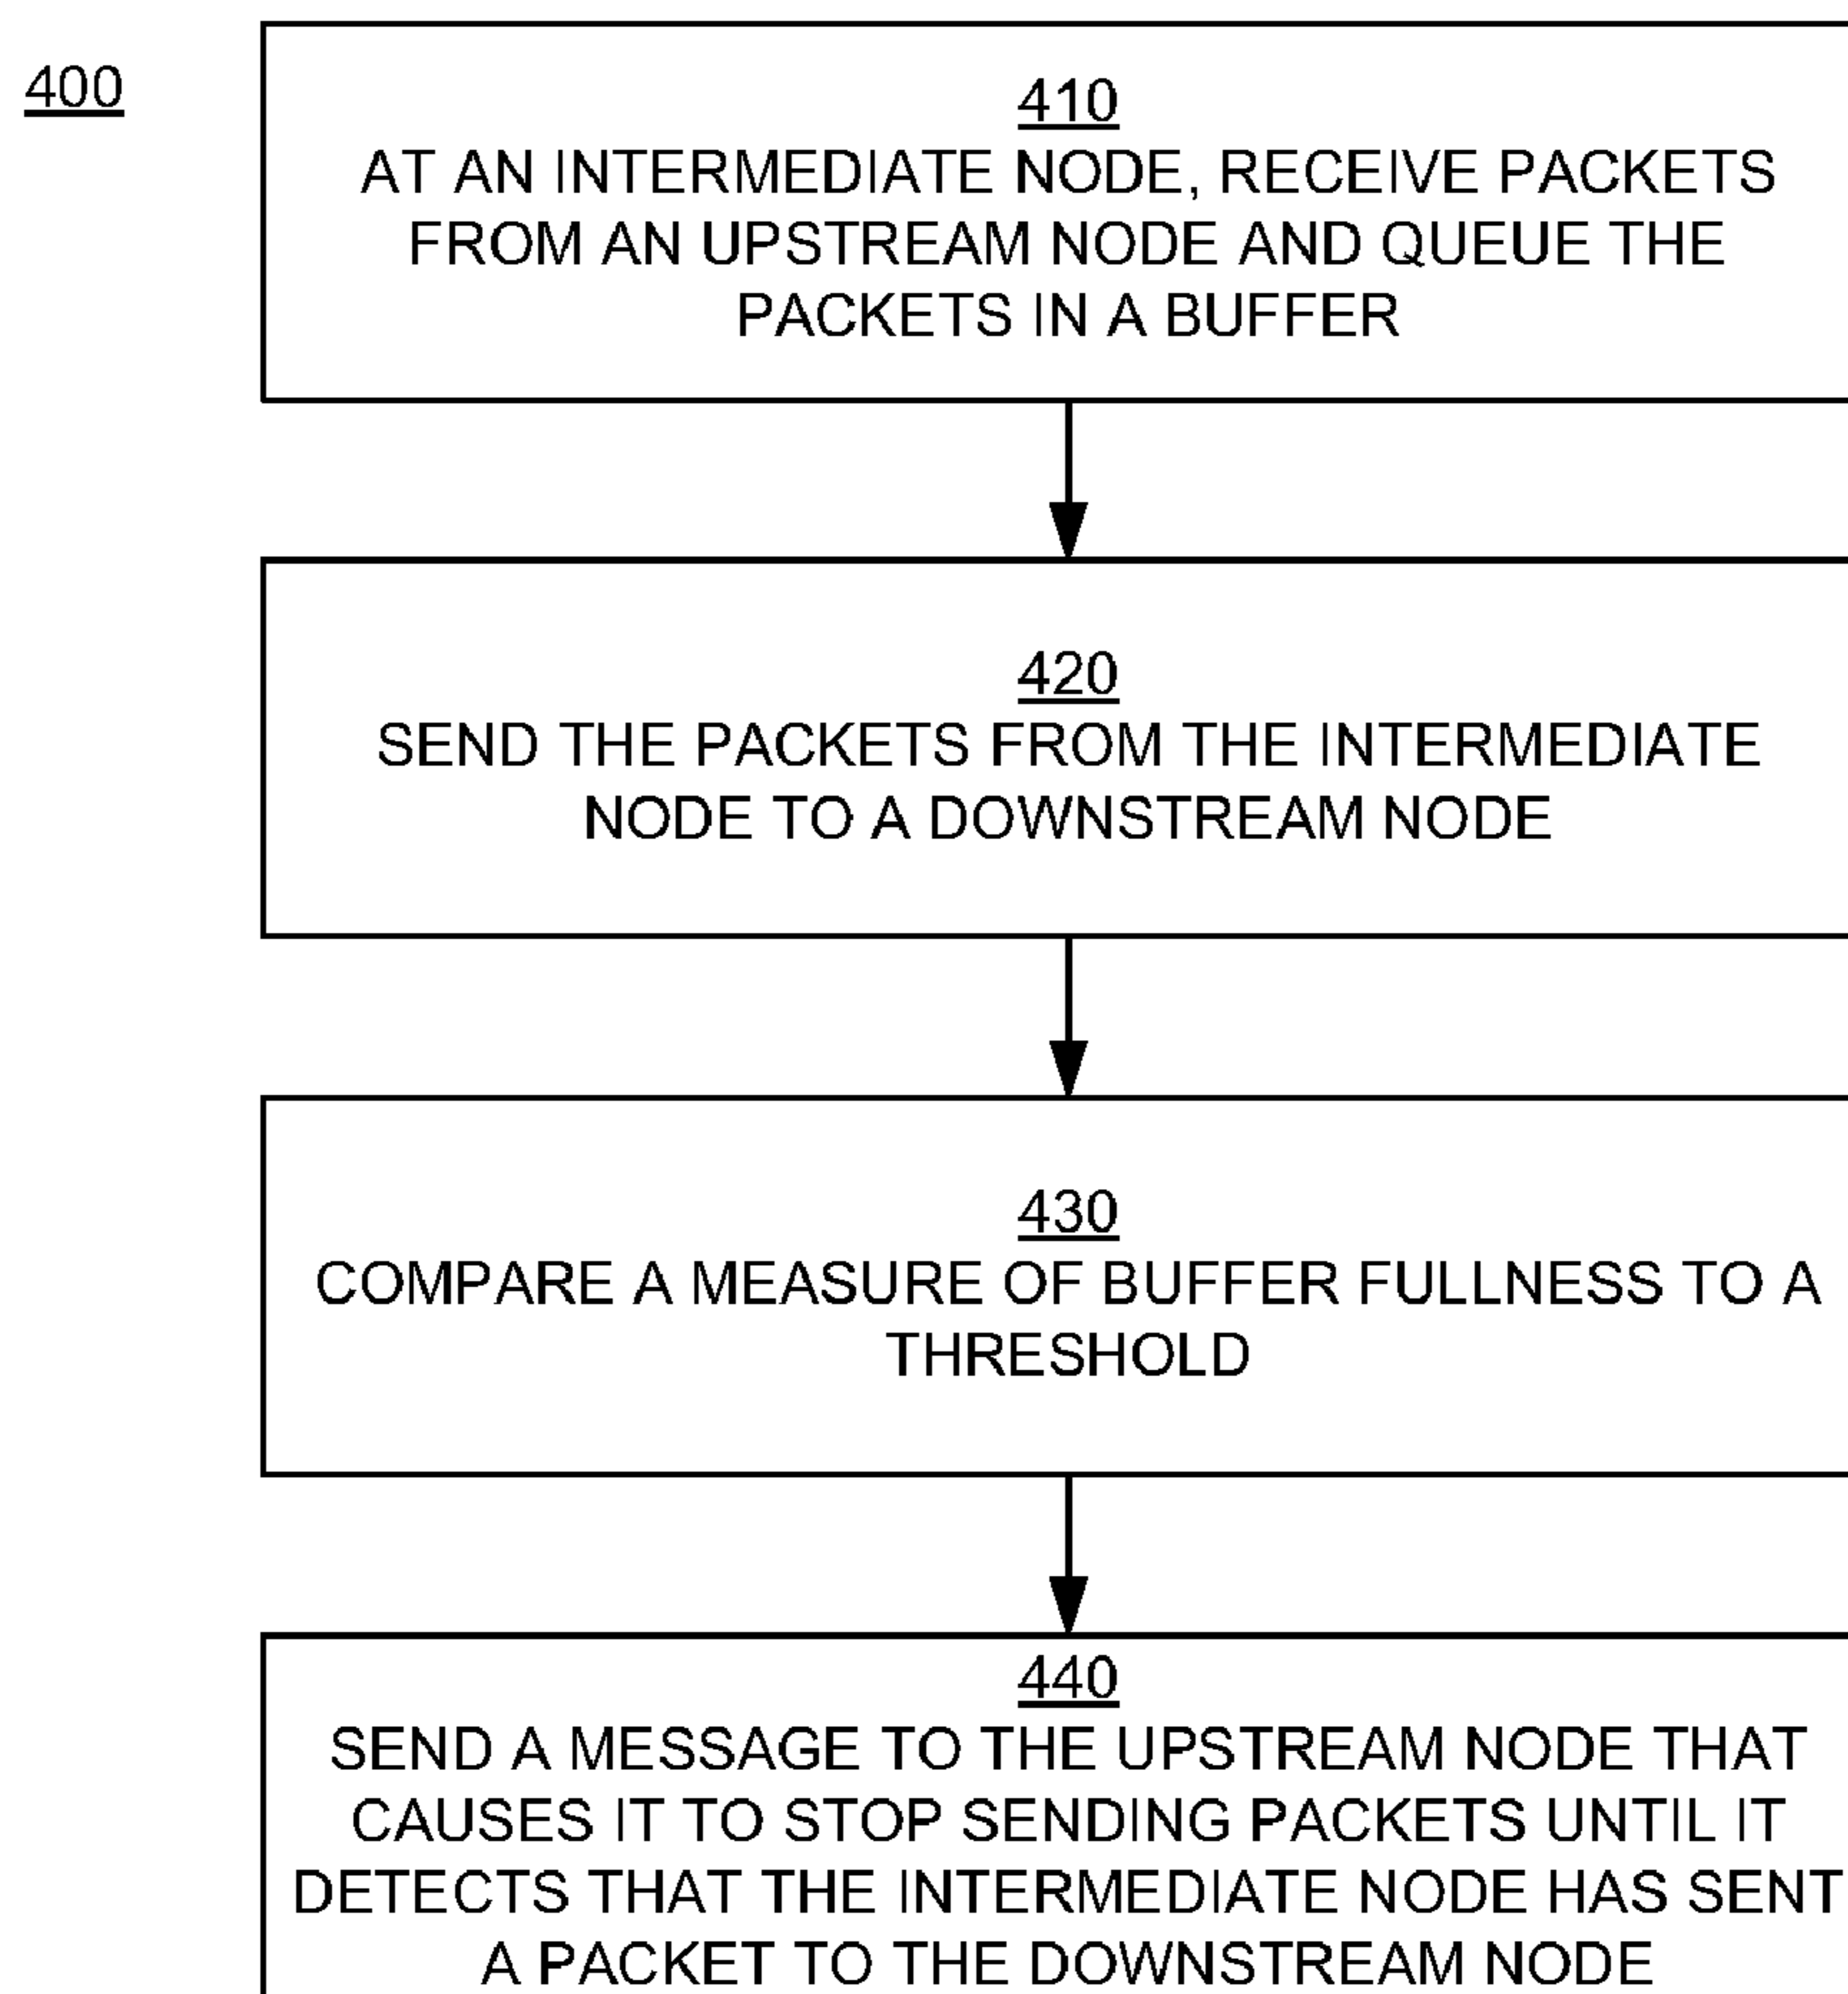 400
410
AT AN INTERMEDIATE NODE, RECEIVE PACKETS
FROM AN UPSTREAM NODE AND QUEUE THE
PACKETS IN A BUFFER
420
SEND THE PACKETS FROM THE INTERMEDIATE
NODE TO A DOWNSTREAM NODE
430
COMPARE A MEASURE OF BUFFER FULLNESS TO A
THRESHOLD
440
SEND A MESSAGE TO THE UPSTREAM NODE THAT
CAUSES IT TO STOP SENDING PACKETS UNTIL IT
DETECTS THAT THE INTERMEDIATE NODE HAS SENT
A PACKET TO THE DOWNSTREAM NODE